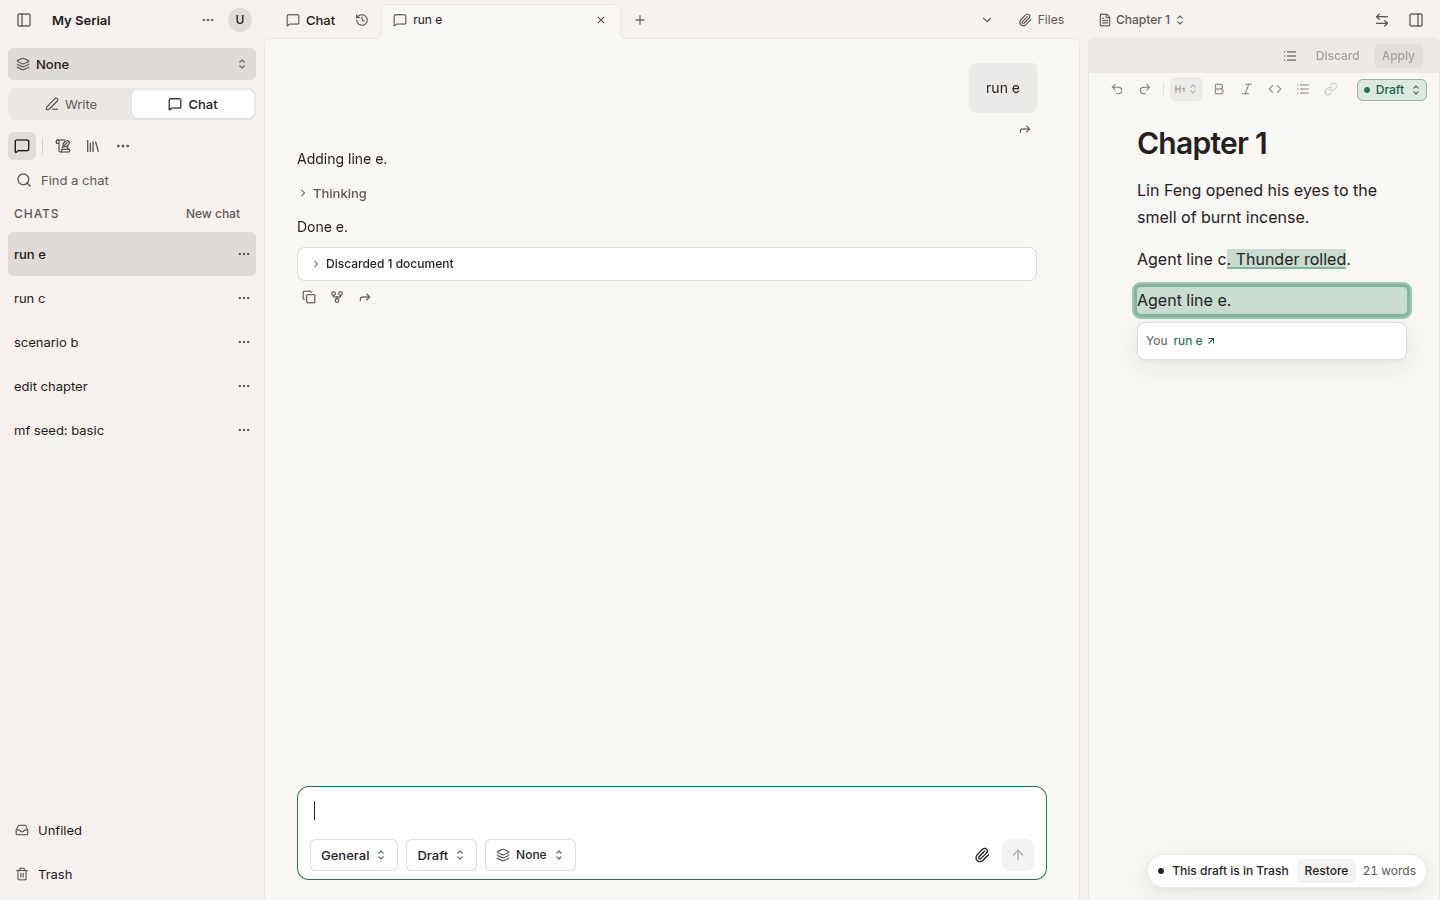 My Serial
U
None
Write
Chat
Find a chat
CHATS
New chat
run e
run c
scenario b
edit chapter
mf seed: basic
Unfiled
Trash
Chat
run e
Files
run e
Adding line e.
Thinking
Done e.
Discarded 1 document
General
Draft
None
Chapter 1
Discard
Apply
H1
B
I
Draft
Chapter 1
Lin Feng opened his eyes to the
smell of burnt incense.
Agent line c. Thunder rolled.
Agent line e.
You run e
This draft is in Trash
Restore
21 words